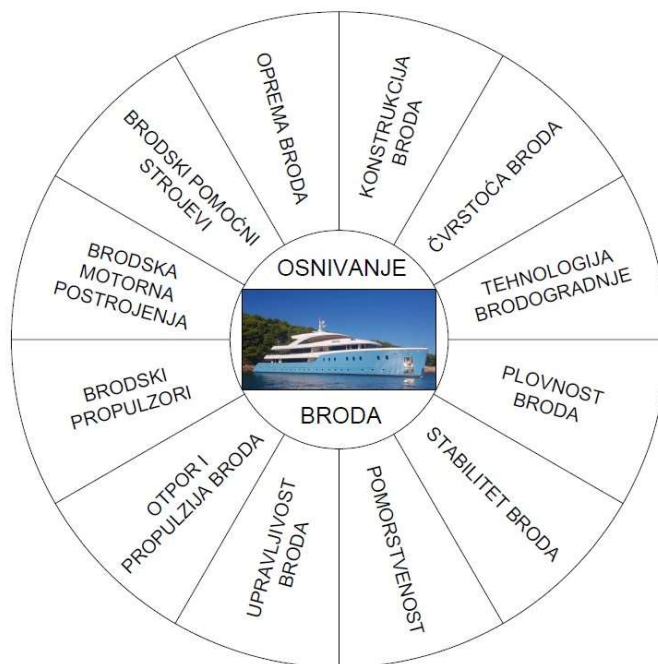 OSNIVANJE
BRODA
KONSTRUKCIJA
BRODA
ČVRSTOĆA BRODA
TEHNOLOGIJA
BRODOGRADNJE
PLOVNOST
BRODA
STABILITET BRODA
POMORSTVENOST
UPRAVLJIVOST
BRODA
OTPOR I
PROPULZIJA BRODA
BRODSKI
PROPULZORI
BRODSKA
MOTORNA
POSTROJENJA
BRODSKI POMOĆNI
STROJEVI
OPREMA BRODA